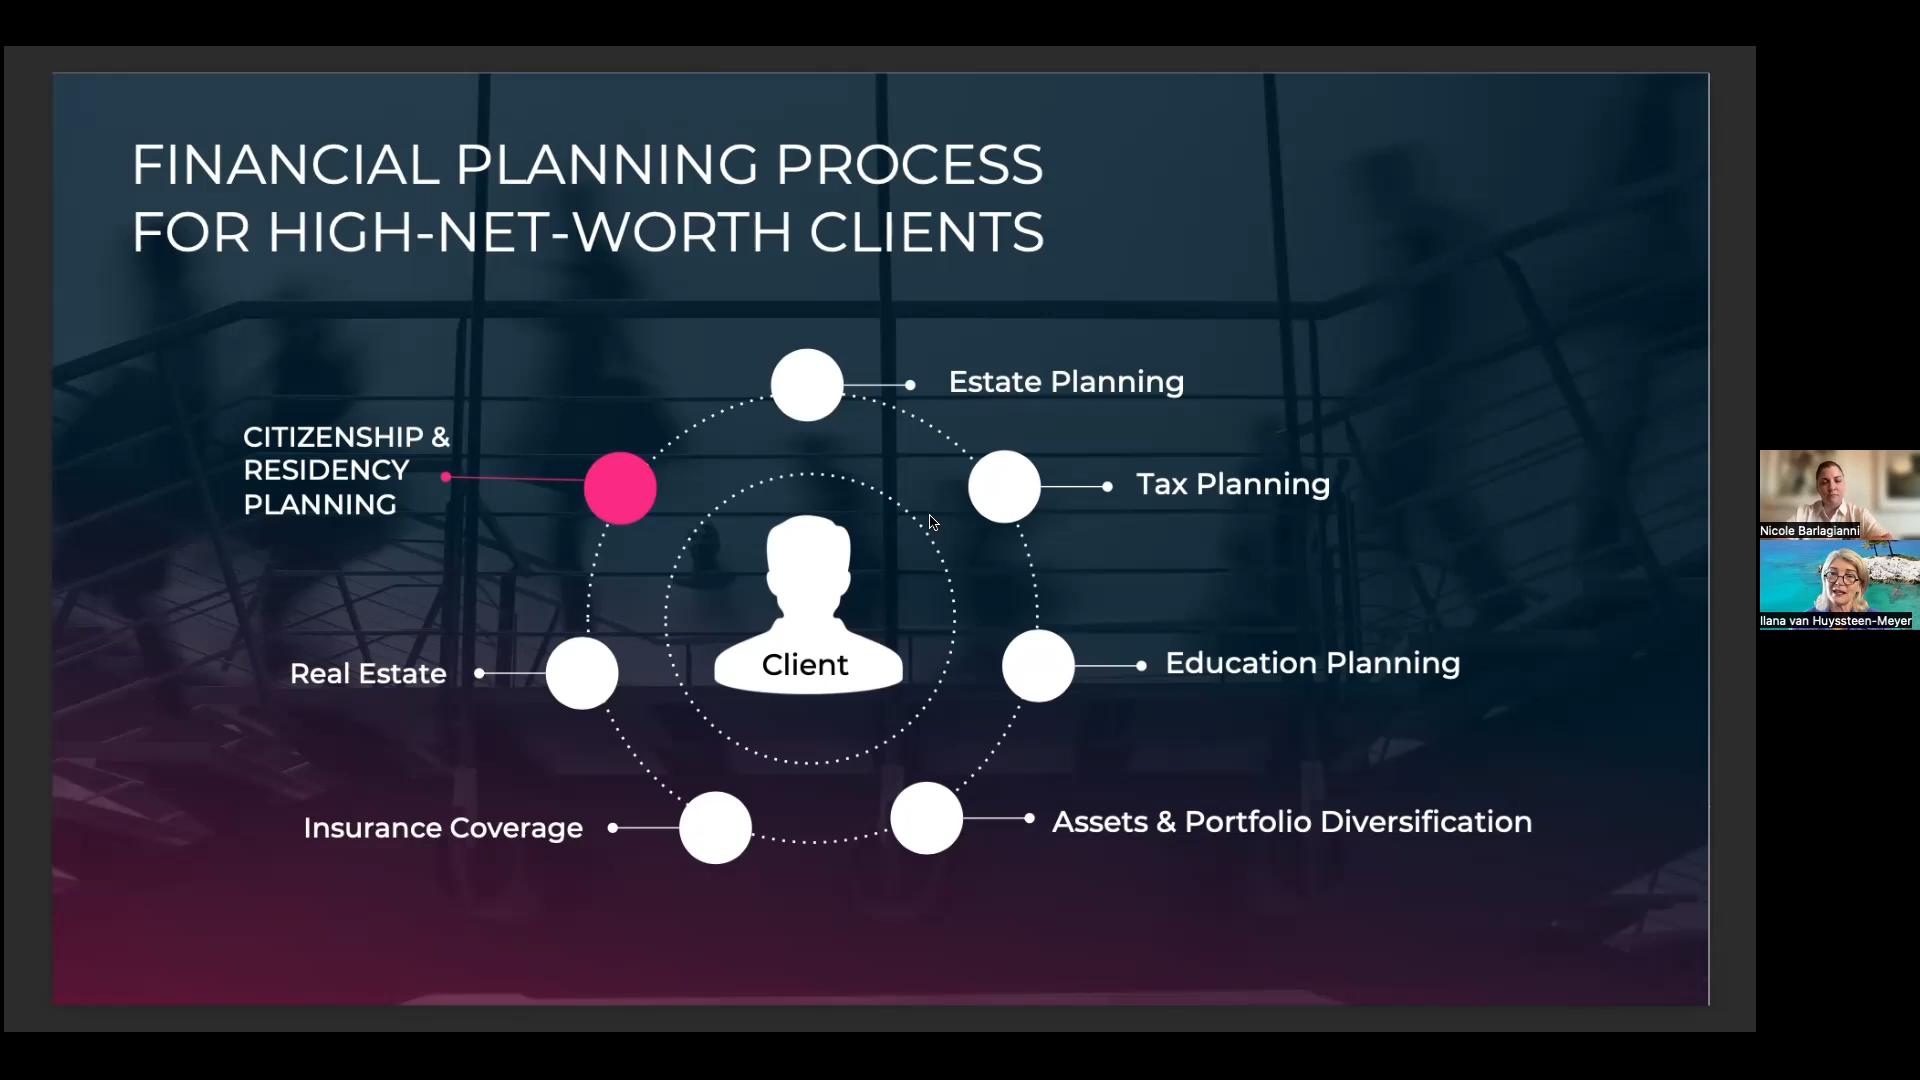 FINANCIAL PLANNING PROCESS
FOR HIGH-NET-WORTH CLIENTS
Estate Planning
CITIZENSHIP &
RESIDENCY
PLANNING
Tax Planning
Client
Real Estate
Education Planning
Insurance Coverage
Assets & Portfolio Diversification
Nicole Barlagianni
Ilana van Huyssteen-Meyer